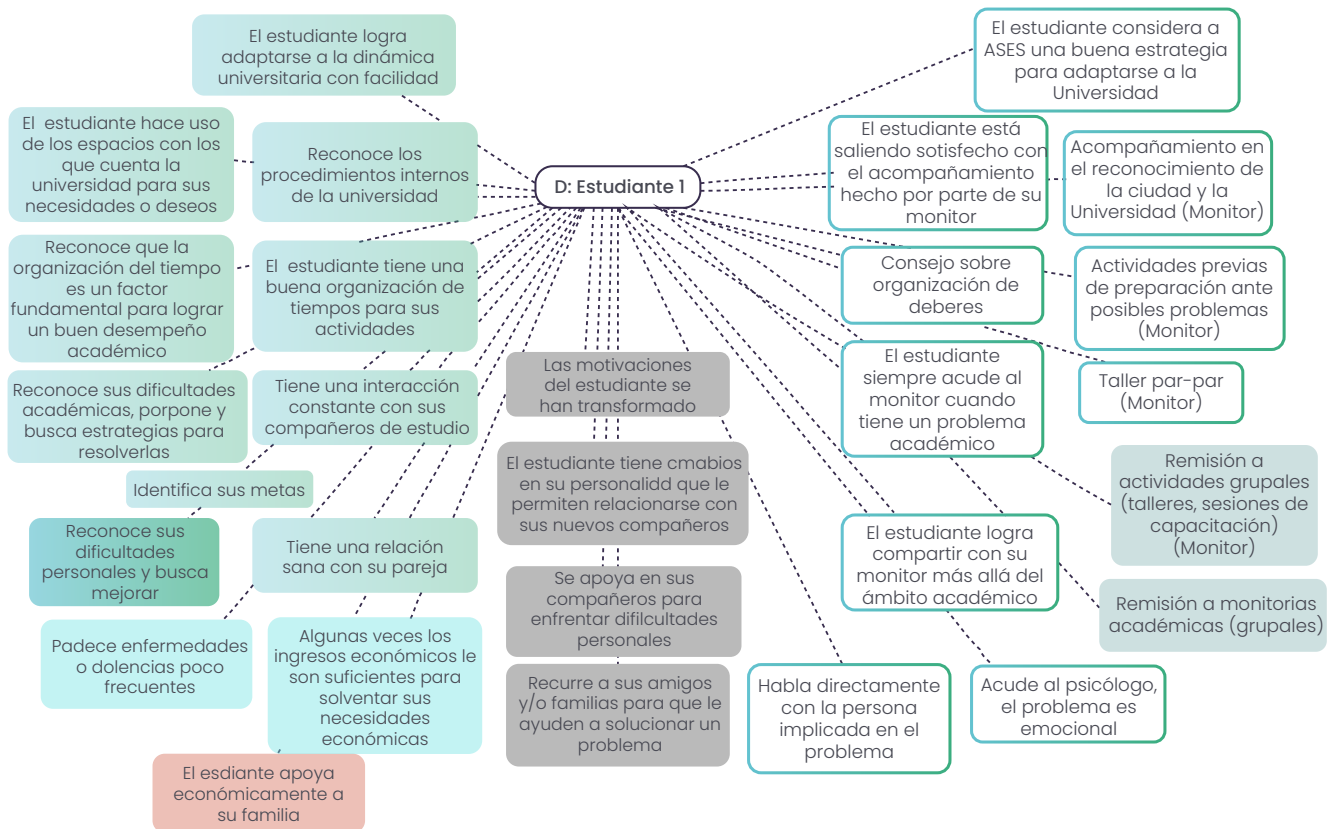 El estudiante logra
adaptarse a la dinámica
universitaria con facilidad
El estudiante hace uso
de los espacios con los
que cuenta la
universidad para sus
necesidades o deseos
Reconoce los
procedimientos internos
de la universidad
Reconoce que la
organización del tiempo
es un factor
fundamental para lograr
un buen desempeño
académico
El estudiante tiene una
buena organización de
tiempos para sus
actividades
Reconoce sus dificultades
académicas, porpone y
busca estrategias para
resolverlas
Tiene una interacción
constante con sus
compañeros de estudio
Identifica sus metas
Reconoce sus
dificultades
personales y busca
mejorar
Tiene una relación
sana con su pareja
Padece enfermedades
o dolencias poco
frecuentes
Algunas veces los
ingresos económicos le
son suficientes para
solventar sus
necesidades
económicas
El esdiante apoya
económicamente a
su familia
D: Estudiante 1
Las motivaciones
del estudiante se
han transformado
El estudiante tiene cmabios
en su personalidd que le
permiten relacionarse con
sus nuevos compañeros
Se apoya en sus
compañeros para
enfrentar difilcultades
personales
Recurre a sus amigos
y/o familias para que le
ayuden a solucionar un
problema
El estudiante considera a
ASES una buena estrategia
para adaptarse a la
Universidad
El estudiante está
saliendo sotisfecho con
el acompañamiento
hecho por parte de su
monitor
Acompañamiento en
el reconocimiento de
la ciudad y la
Universidad (Monitor)
Consejo sobre
organización de
deberes
Actividades previas
de preparación ante
posibles problemas
(Monitor)
El estudiante
siempre acude al
monitor cuando
tiene un problema
académico
Taller par-par
(Monitor)
Remisión a
actividades grupales
(talleres, sesiones de
capacitación)
(Monitor)
El estudiante logra
compartir con su
monitor más allá del
ámbito académico
Remisión a monitorias
académicas (grupales)
Habla directamente
con la persona
implicada en el
problema
Acude al psicólogo,
el problema es
emocional